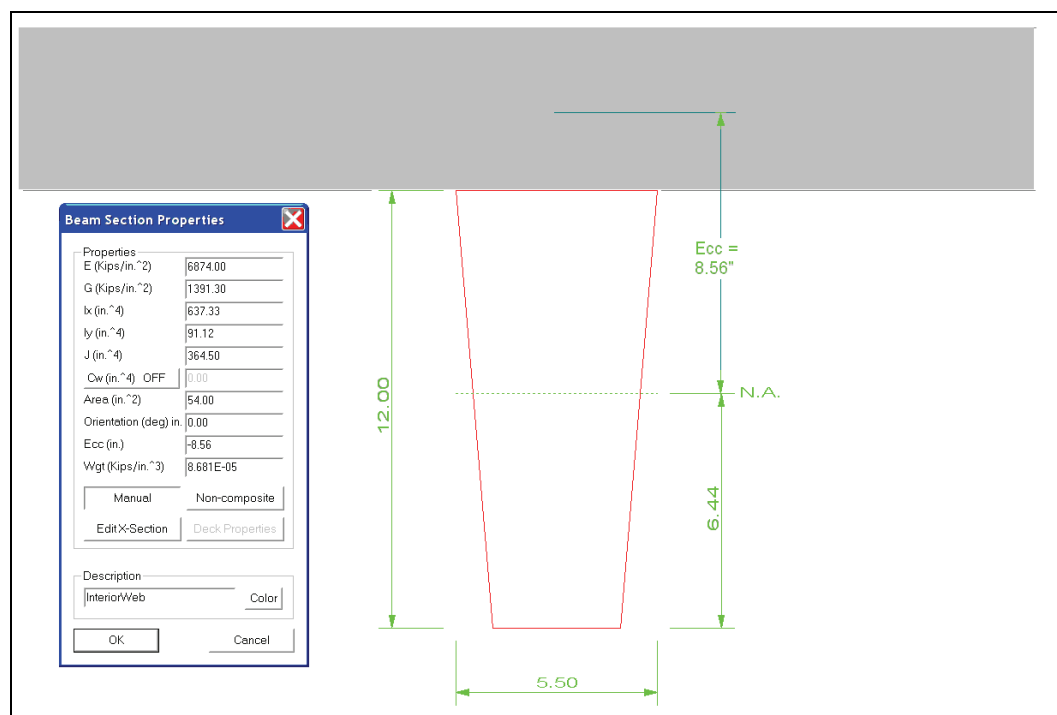 Beam Section Properties
Properties
E (Kips/in.^2) 6874.00
G (Kips/in.^2) 1391.30
Ix (in.^4) 637.33
Iy (in.^4) 91.12
J (in.^4) 364.50
Cw (in.^4) OFF 0.00
Area (in.^2) 54.00
Orientation (deg) in. 0.00
Ecc (in.) -8.56
Wgt (Kips/in.^3) 8.681E-05
Manual Non-composite
Edit X-Section Deck Properties
Description
InteriorWeb Color
OK Cancel
12.00
Ecc =
8.56"
N.A.
6.44
5.50